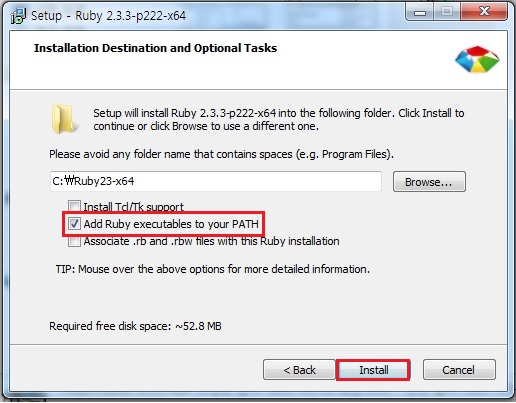 Setup - Ruby 2.3.3-p222-x64
Installation Destination and Optional Tasks
Setup will install Ruby 2.3.3-p222-x64 into the following folder. Click Install to
continue or click Browse to use a different one.
Please avoid any folder name that contains spaces (e.g. Program Files).
C:₩Ruby23-x64
Browse...
Install Tcl/Tk support
Add Ruby executables to your PATH
Associate .rb and .rbw files with this Ruby installation
TIP: Mouse over the above options for more detailed information.
Required free disk space: ~52.8 MB
< Back
Install
Cancel